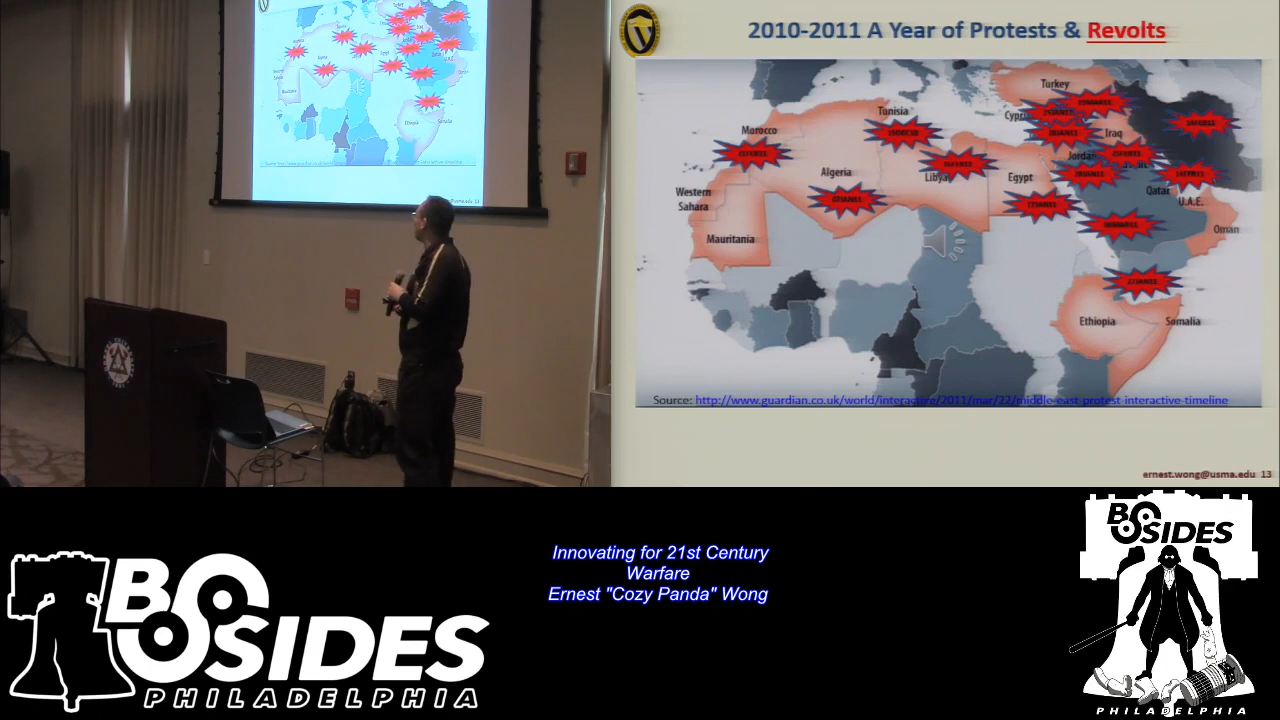 2010-2011 A Year of Protests & Revolts
Turkey
Tunisia
Morocco
Iraq
Jordan
Algeria
Libya
Egypt
Qatar
U.A.E.
Western
Sahara
Mauritania
Oman
Ethiopia
Somalia
Source: http://www.guardian.co.uk/world/interactive/2011/mar/22/middle-east-protest-interactive-timeline
ernest.wong@usma.edu 13
Innovating for 21st Century
Warfare
Ernest "Cozy Panda" Wong
BSIDES
PHILADELPHIA
BSIDES
PHILADELPHIA